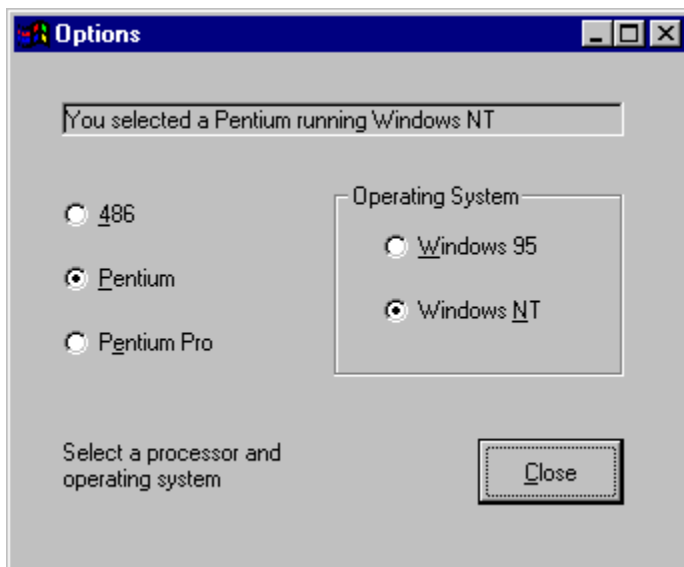 Options
You selected a Pentium running Windows NT
486
Pentium
Pentium Pro
Operating System
Windows 95
Windows NT
Select a processor and
operating system
Close